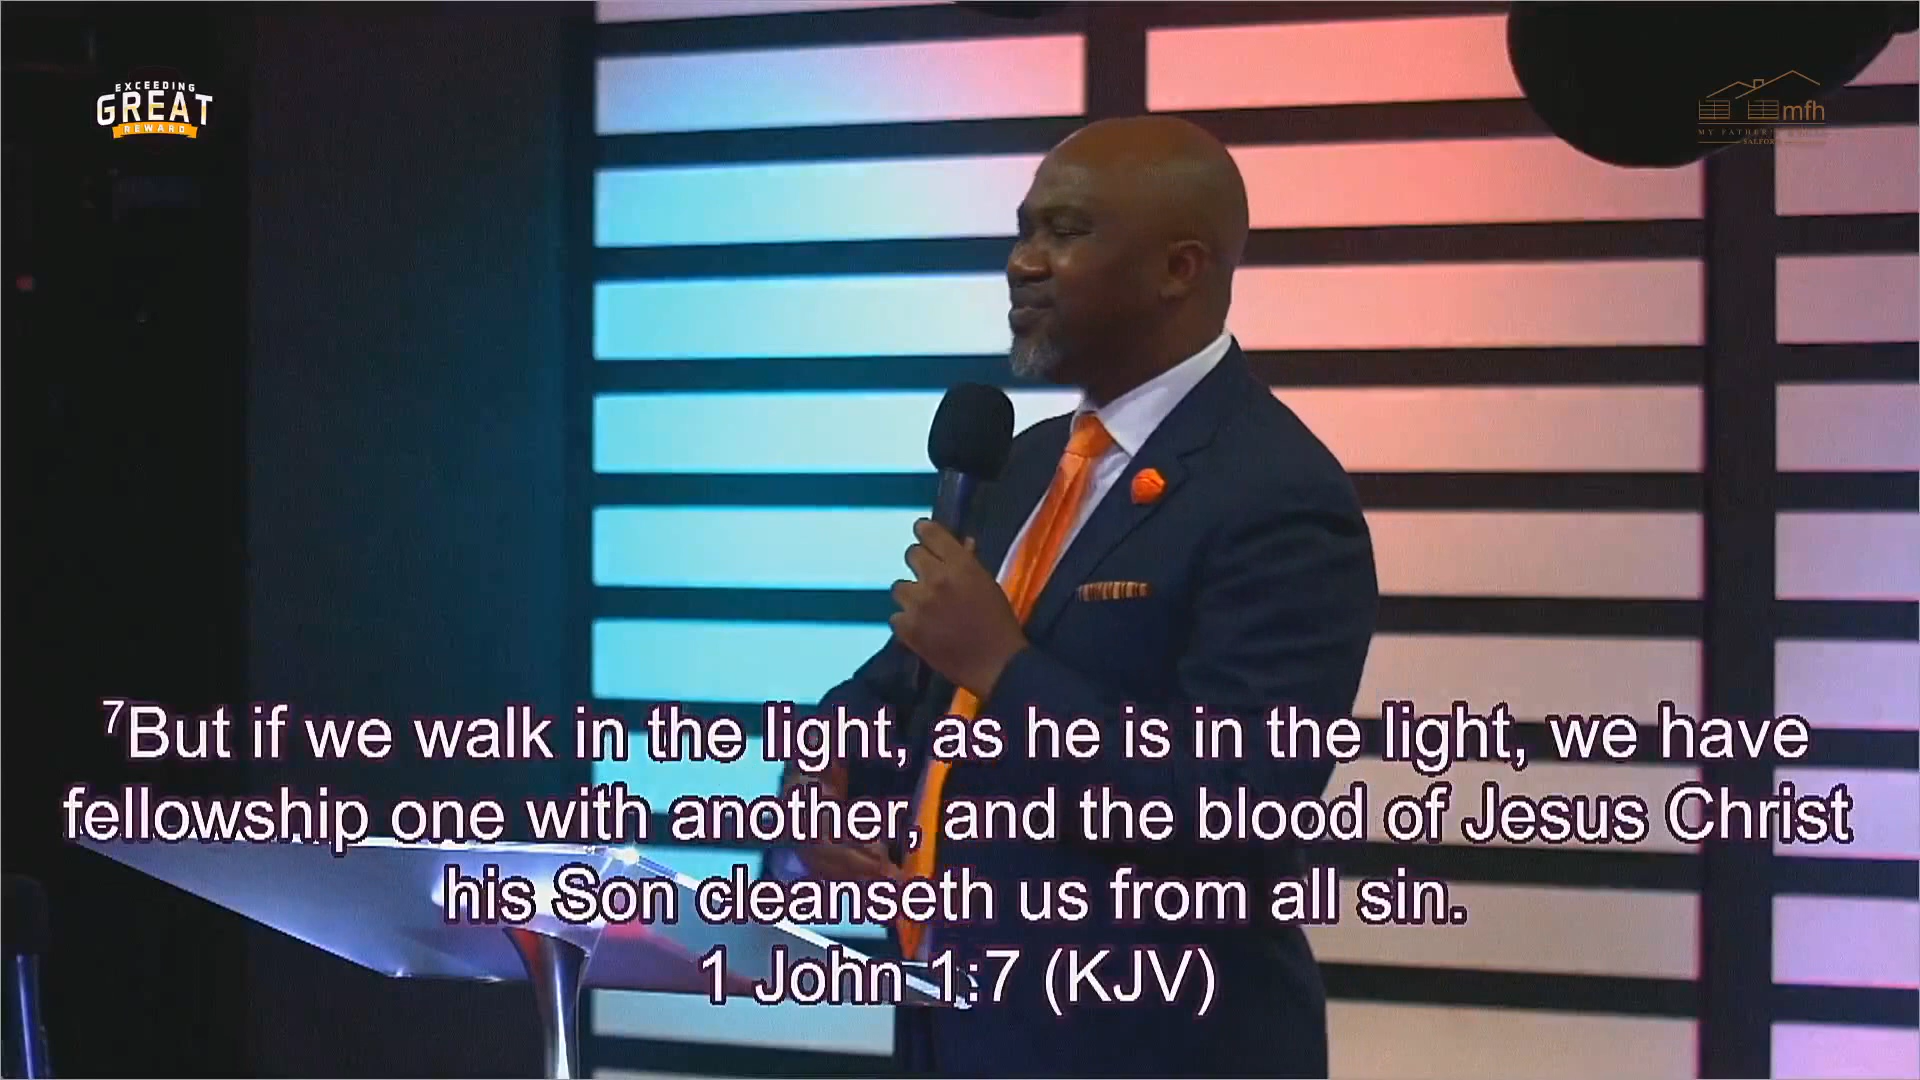 EXCEEDING
GREAT
REWARD
mfh
MY FATHER'S
7But if we walk in the light, as he is in the light, we have
fellowship one with another, and the blood of Jesus Christ
his Son cleanseth us from all sin.
1 John 1:7 (KJV)